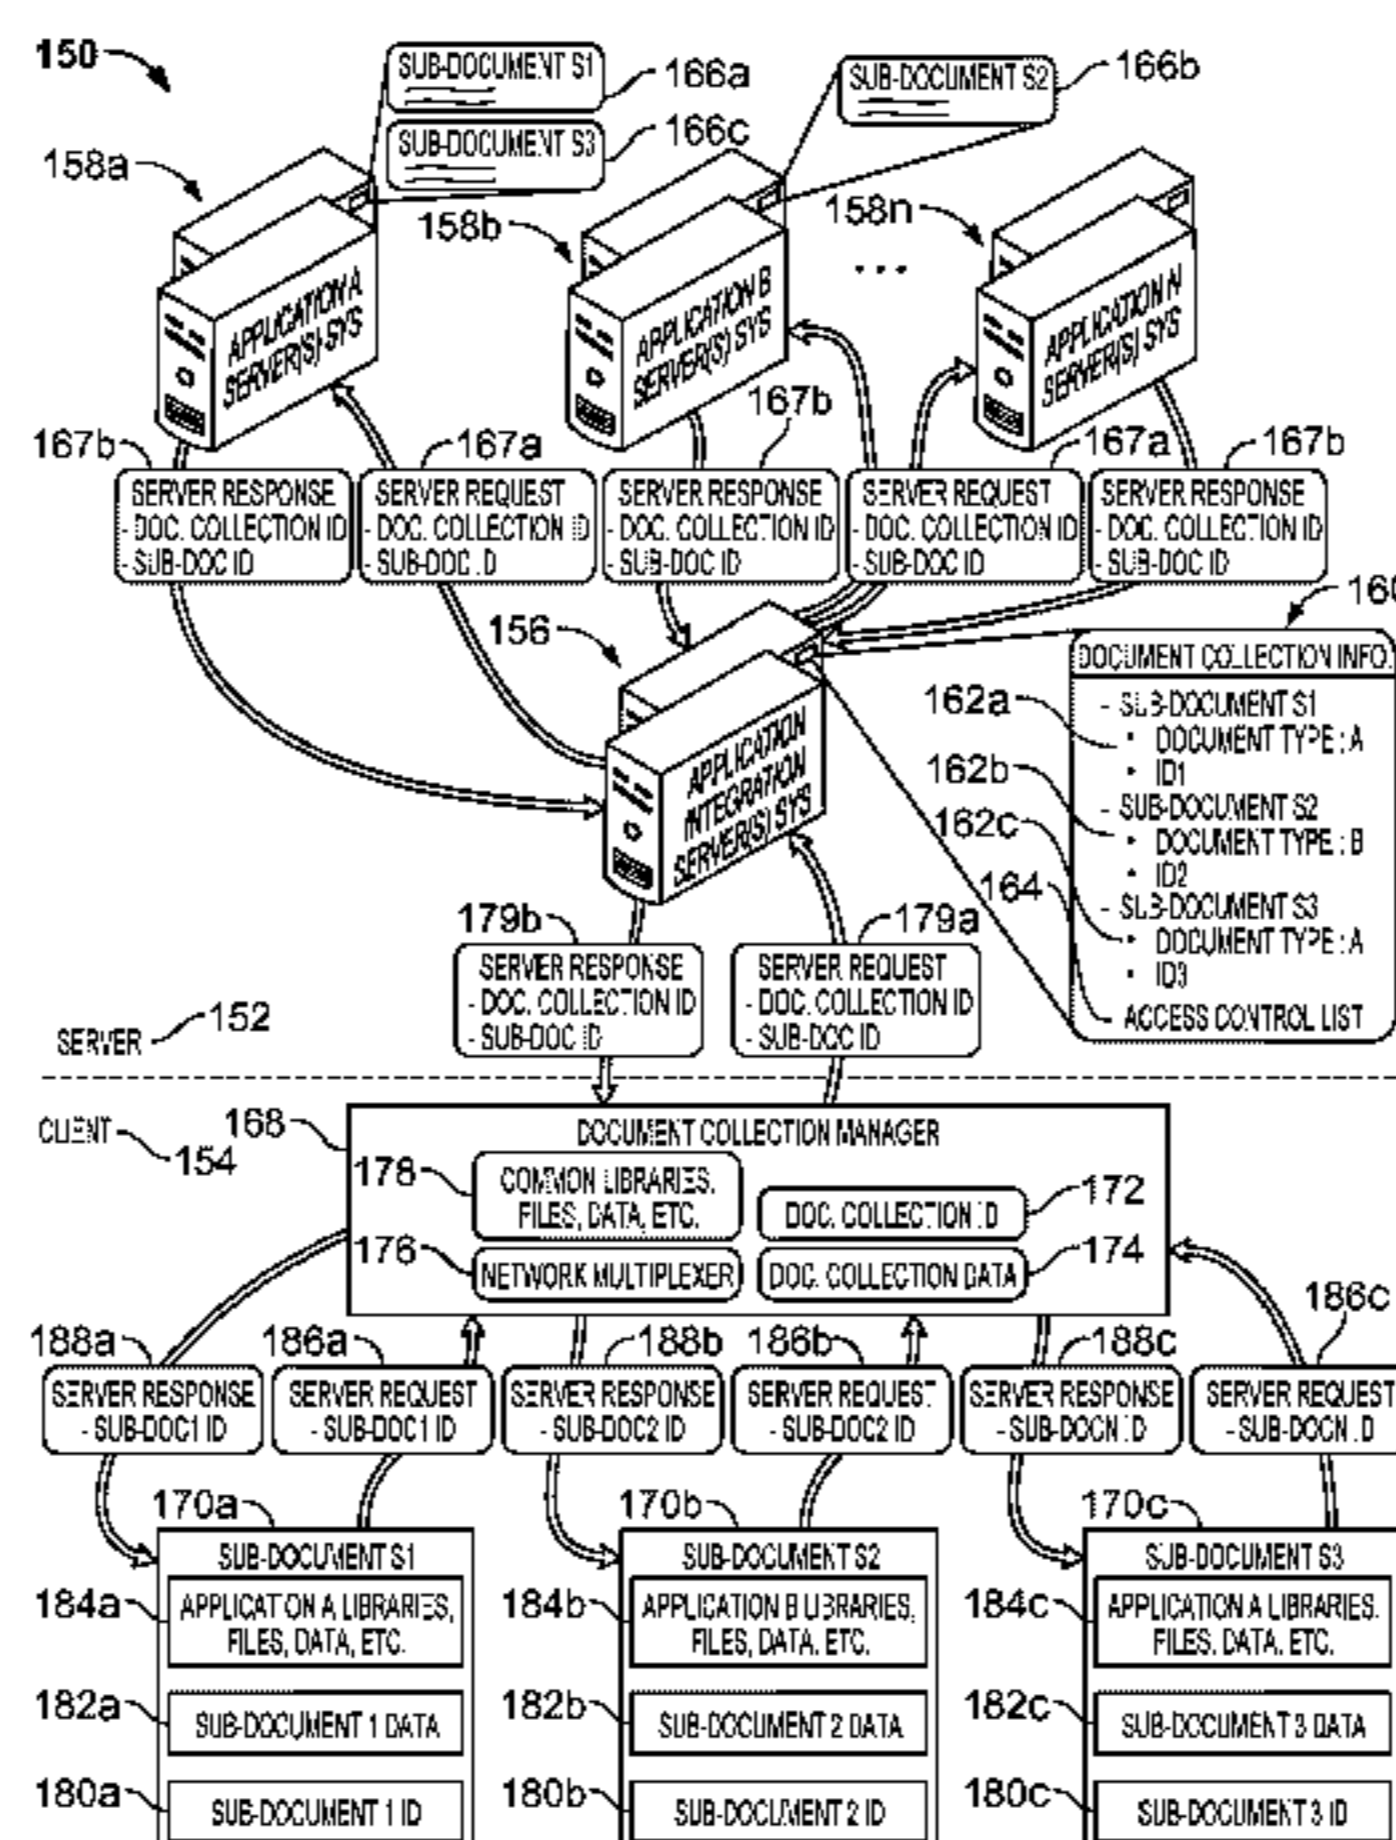 150
SUB-DOCUMENT S1
166a
SUB-DOCUMENT S3
166c
SUB-DOCUMENT S2
166b
158a
158b
158n
...
APPLICATION A
SERVER(S) SYS
APPLICATION B
SERVER(S) SYS
APPLICATION N
SERVER(S) SYS
167b
167a
167b
167a
167b
SERVER RESPONSE
- DOC. COLLECTION ID
- SUB-DOC ID
SERVER REQUEST
- DOC. COLLECTION ID
- SUB-DOC ID
SERVER RESPONSE
- DOC. COLLECTION ID
- SUB-DOC ID
SERVER REQUEST
- DOC. COLLECTION ID
- SUB-DOC ID
SERVER RESPONSE
- DOC. COLLECTION ID
- SUB-DOC ID
156
APPLICATION
INTEGRATION
SERVER(S) SYS
160
DOCUMENT COLLECTION INFO.
- SUB-DOCUMENT S1
• DOCUMENT TYPE : A
• ID1
- SUB-DOCUMENT S2
• DOCUMENT TYPE : B
• ID2
- SUB-DOCUMENT S3
• DOCUMENT TYPE : A
• ID3
- ACCESS CONTROL LIST
162a
162b
162c
164
179b
179a
SERVER RESPONSE
- DOC. COLLECTION ID
- SUB-DOC ID
SERVER REQUEST
- DOC. COLLECTION ID
- SUB-DOC ID
SERVER
152
CLIENT
154
168
DOCUMENT COLLECTION MANAGER
178
COMMON LIBRARIES,
FILES, DATA, ETC.
DOC. COLLECTION ID
172
176
NETWORK MULTIPLEXER
DOC. COLLECTION DATA
174
188a
186a
188b
186b
188c
186c
SERVER RESPONSE
- SUB-DOC1 ID
SERVER REQUEST
- SUB-DOC1 ID
SERVER RESPONSE
- SUB-DOC2 ID
SERVER REQUEST
- SUB-DOC2 ID
SERVER RESPONSE
- SUB-DOCN ID
SERVER REQUEST
- SUB-DOCN ID
170a
170b
170c
SUB-DOCUMENT S1
SUB-DOCUMENT S2
SUB-DOCUMENT S3
184a
APPLICATION A LIBRARIES,
FILES, DATA, ETC.
184b
APPLICATION B LIBRARIES,
FILES, DATA, ETC.
184c
APPLICATION A LIBRARIES,
FILES, DATA, ETC.
182a
SUB-DOCUMENT 1 DATA
182b
SUB-DOCUMENT 2 DATA
182c
SUB-DOCUMENT 3 DATA
180a
SUB-DOCUMENT 1 ID
180b
SUB-DOCUMENT 2 ID
180c
SUB-DOCUMENT 3 ID